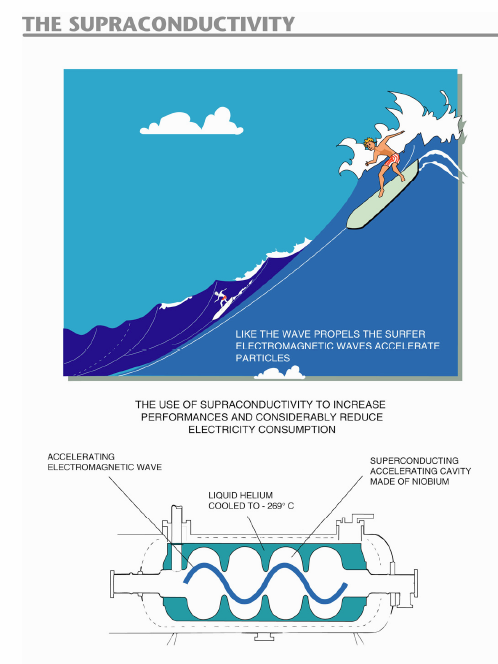 THE SUPRACONDUCTIVITY
LIKE THE WAVE PROPELS THE SURFER
ELECTROMAGNETIC WAVES ACCELERATE
PARTICLES
THE USE OF SUPRACONDUCTIVITY TO INCREASE
PERFORMANCES AND CONSIDERABLY REDUCE
ELECTRICITY CONSUMPTION
ACCELERATING
ELECTROMAGNETIC WAVE
SUPERCONDUCTING
ACCELERATING CAVITY
MADE OF NIOBIUM
LIQUID HELIUM
COOLED TO - 269° C